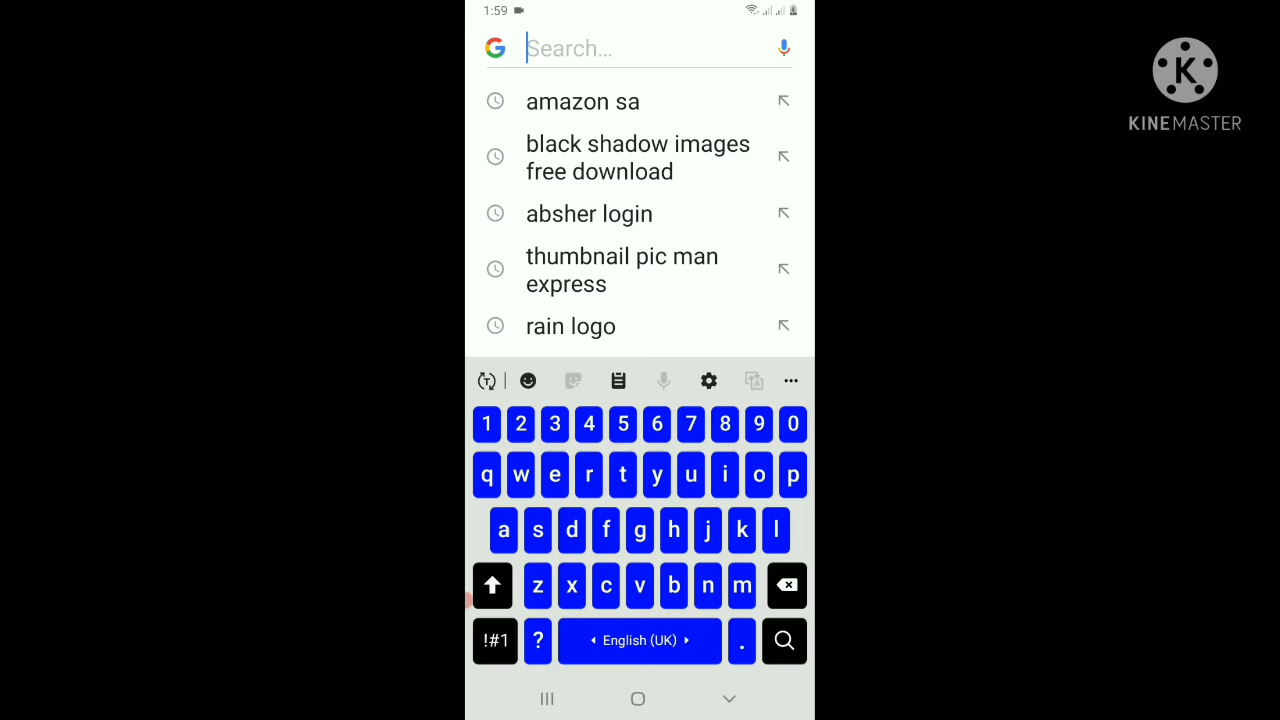 1:59
Search...
KINEMASTER
amazon sa
black shadow images
free download
absher login
thumbnail pic man
express
rain logo
1 2 3 4 5 6 7 8 9 0
q w e r t y u i o p
a s d f g h j k l
z x c v b n m
!#1 ? English (UK) .